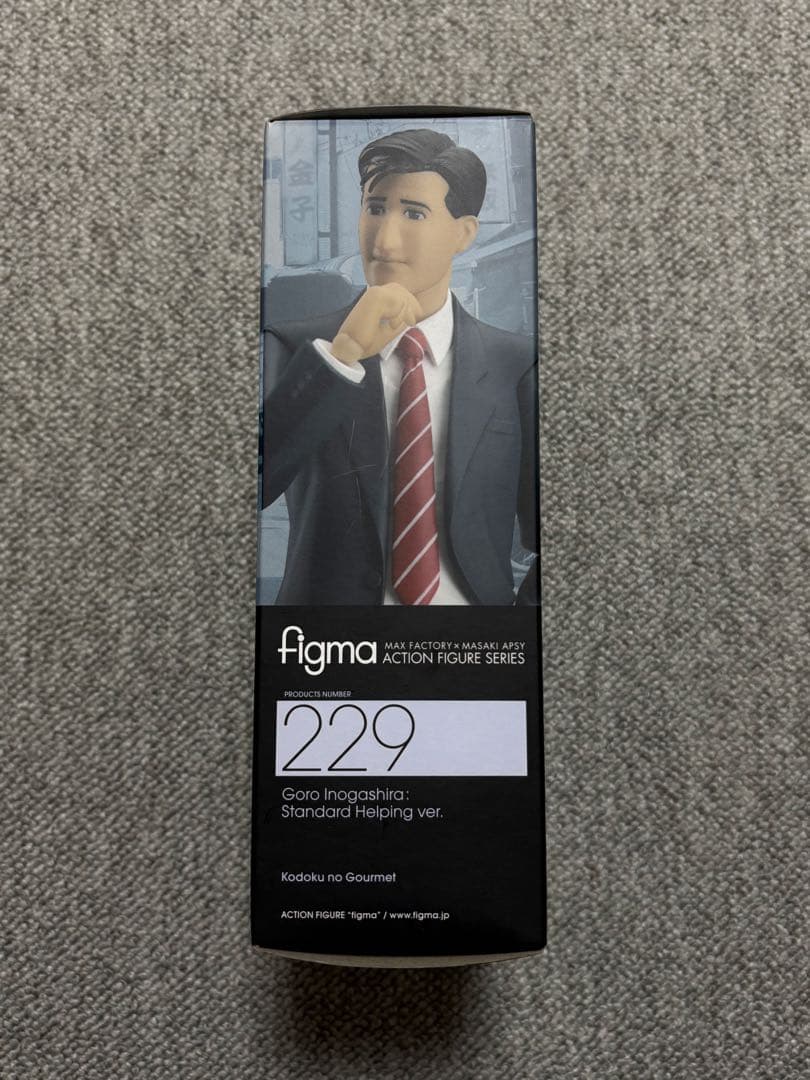 金子
figma
MAX FACTORY × MASAKI APSY
ACTION FIGURE SERIES
PRODUCTS NUMBER
229
Goro Inogashira:
Standard Helping ver.
Kodoku no Gourmet
ACTION FIGURE "figma" / www.figma.jp